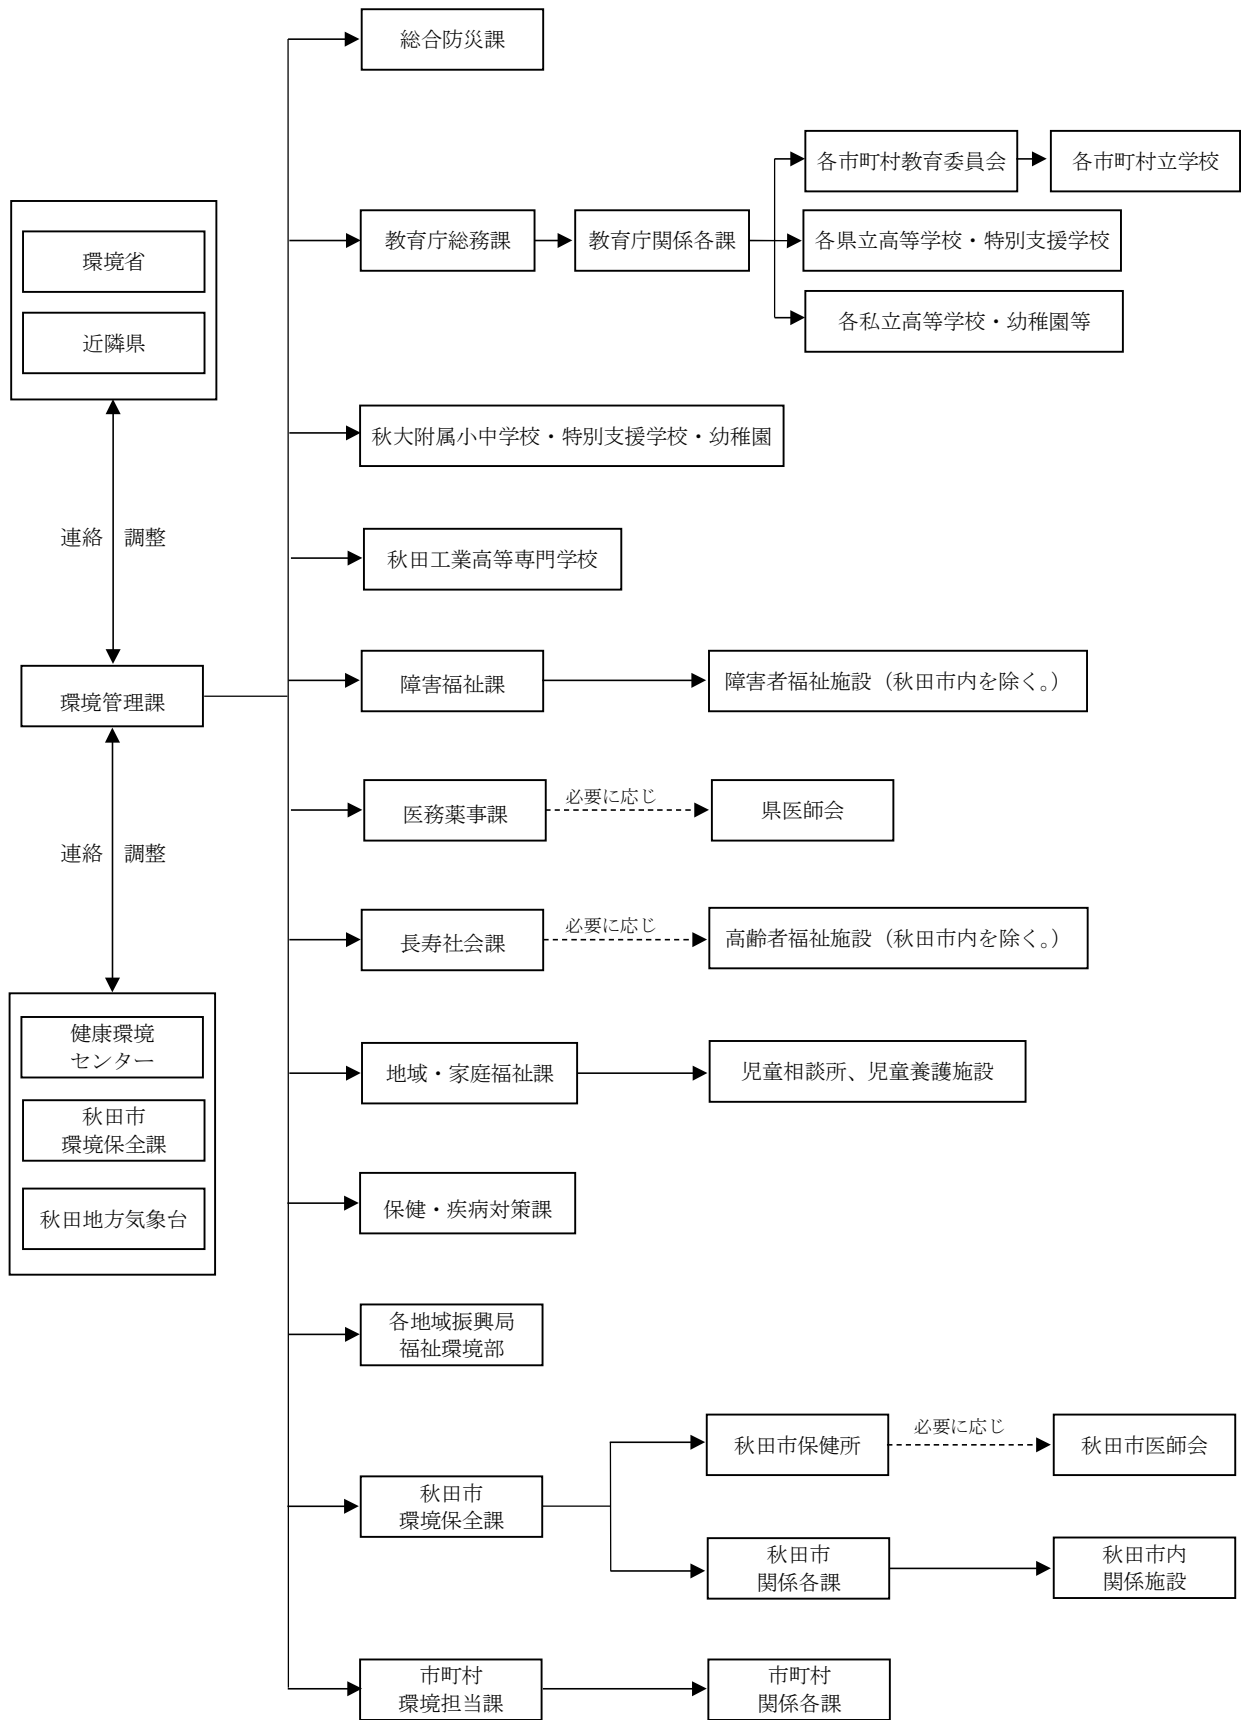 総合防災課
各市町村教育委員会
各市町村立学校
教育庁総務課
教育庁関係各課
各県立高等学校・特別支援学校
各私立高等学校・幼稚園等
環境省
近隣県
秋大附属小中学校・特別支援学校・幼稚園
連絡 調整
秋田工業高等専門学校
環境管理課
障害福祉課
障害者福祉施設(秋田市内を除く。)
医務薬事課
必要に応じ
県医師会
連絡 調整
長寿社会課
必要に応じ
高齢者福祉施設(秋田市内を除く。)
健康環境
センター
秋田市
環境保全課
秋田地方気象台
地域・家庭福祉課
児童相談所、児童養護施設
保健・疾病対策課
各地域振興局
福祉環境部
秋田市
環境保全課
秋田市保健所
必要に応じ
秋田市医師会
秋田市
関係各課
秋田市内
関係施設
市町村
環境担当課
市町村
関係各課